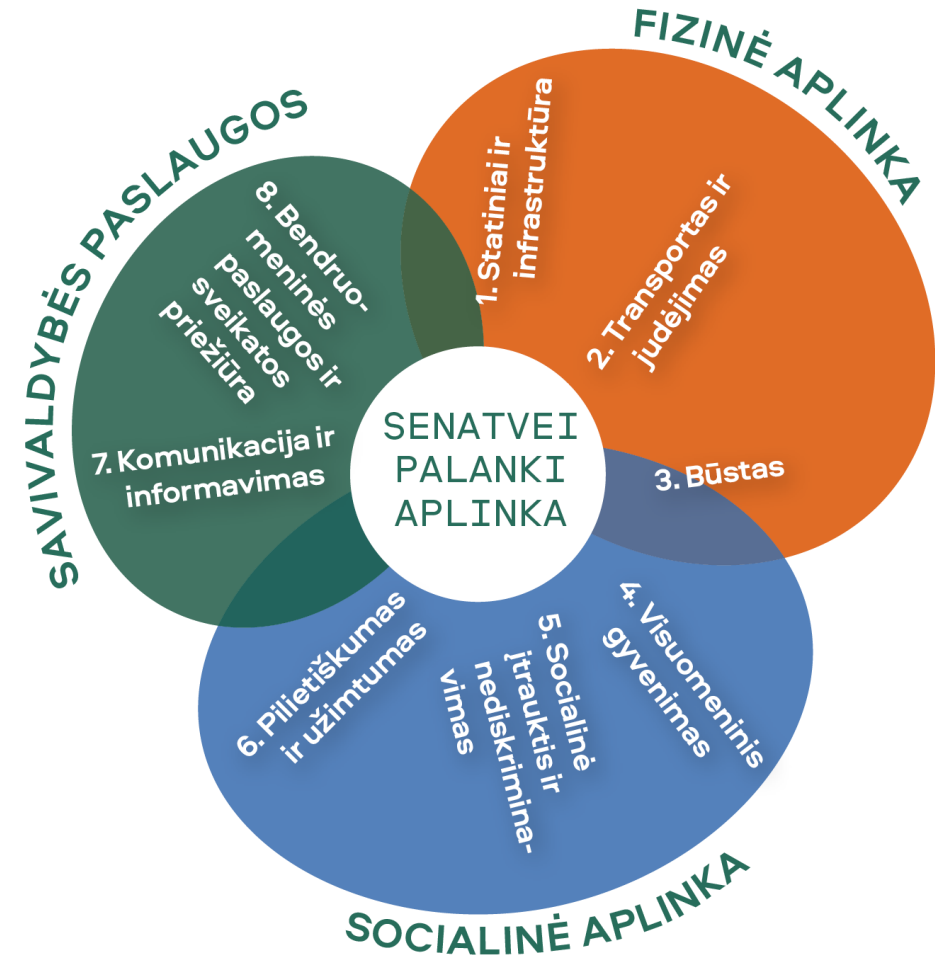 FIZINĖ APLINKA
1. Statiniai ir
infrastruktūra
2. Transportas ir
judėjimas
3. Būstas
SENATVEI
PALANKI
APLINKA
4. Visuomeninis
gyvenimas
5. Socialinė
įtrauktis ir
nediskrimina-
vimas
6. Pilietiškumas
ir užimtumas
SOCIALINĖ APLINKA
7. Komunikacija ir
informavimas
8. Bendruo-
meninės
paslaugos ir
sveikatos
priežiūra
SAVIVALDYBĖS PASLAUGOS